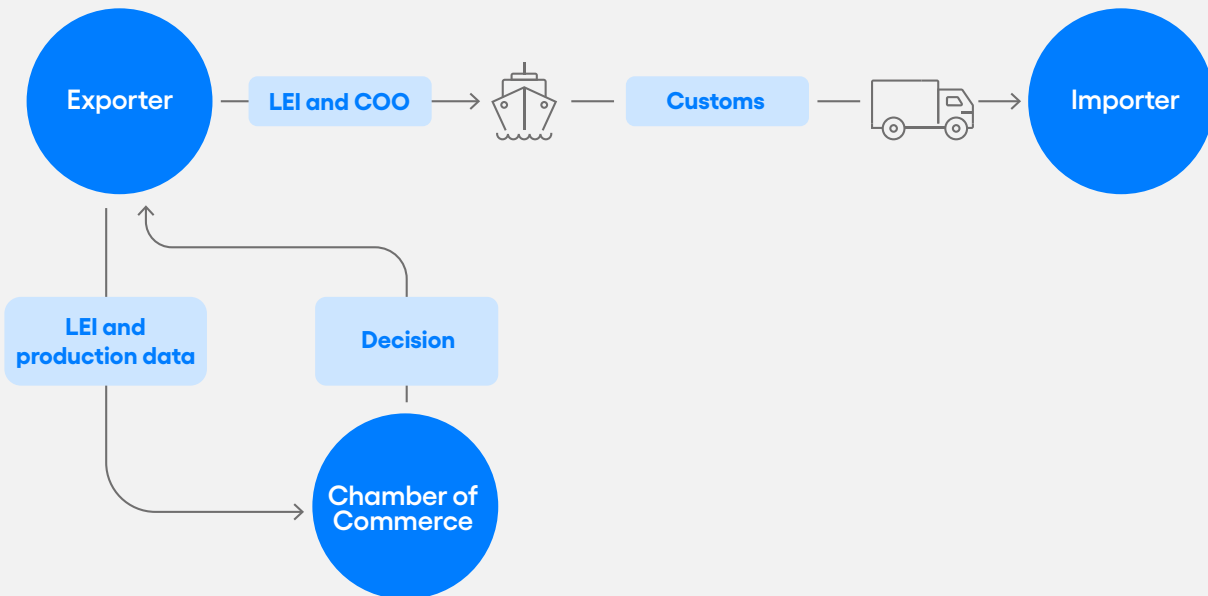 Exporter
LEI and COO
Customs
Importer
LEI and
production data
Decision
Chamber of
Commerce